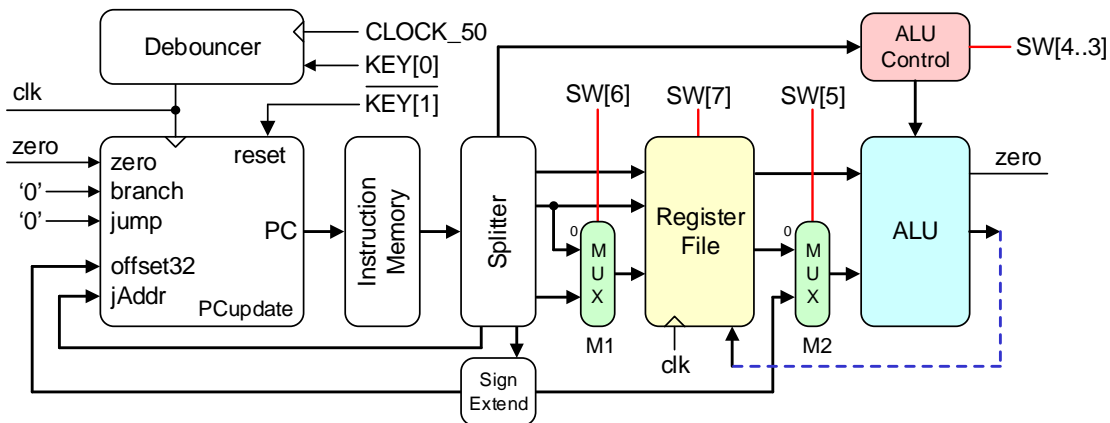 Debouncer
CLOCK_50
KEY[0]
KEY[1]
clk
zero
'0'
'0'
zero
branch
jump
offset32
jAddr
reset
PC
PCupdate
Instruction
Memory
Splitter
Sign
Extend
SW[6]
0
M
U
X
M1
SW[7]
Register
File
clk
SW[5]
0
M
U
X
M2
ALU
Control
SW[4..3]
ALU
zero